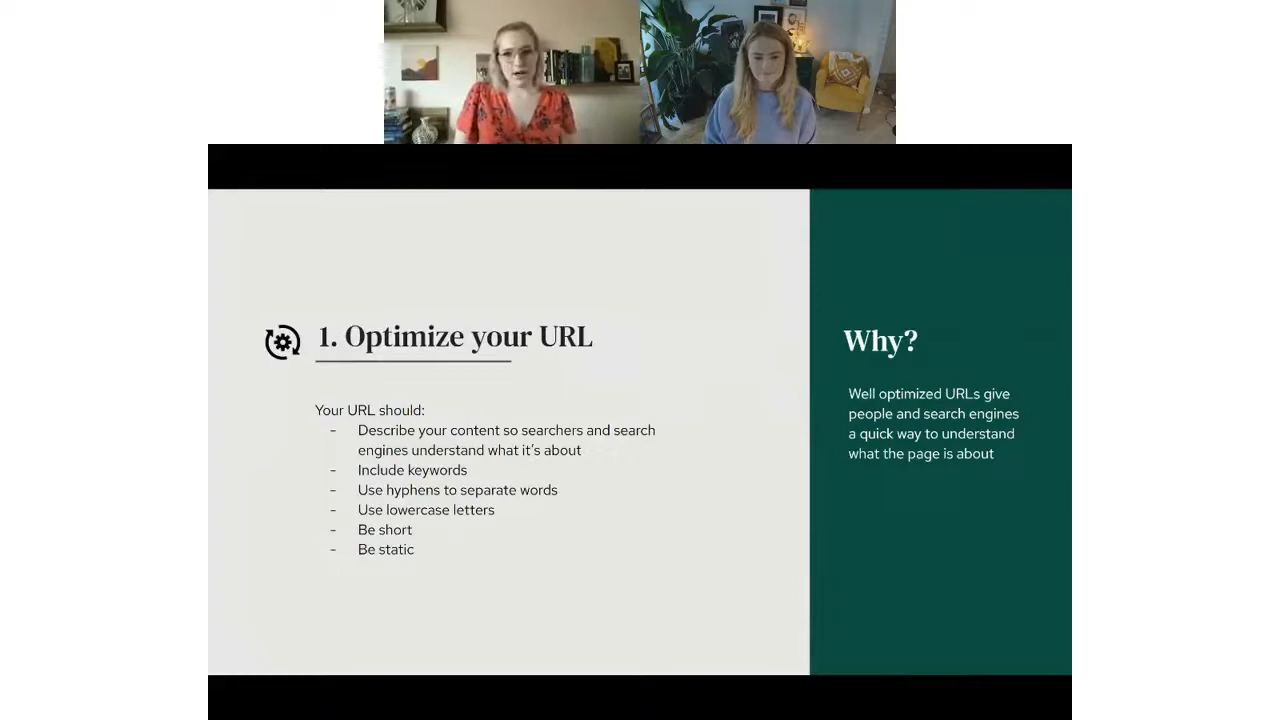 1. Optimize your URL
Your URL should:
- Describe your content so searchers and search
engines understand what it’s about
- Include keywords
- Use hyphens to separate words
- Use lowercase letters
- Be short
- Be static
Why?
Well optimized URLs give
people and search engines
a quick way to understand
what the page is about